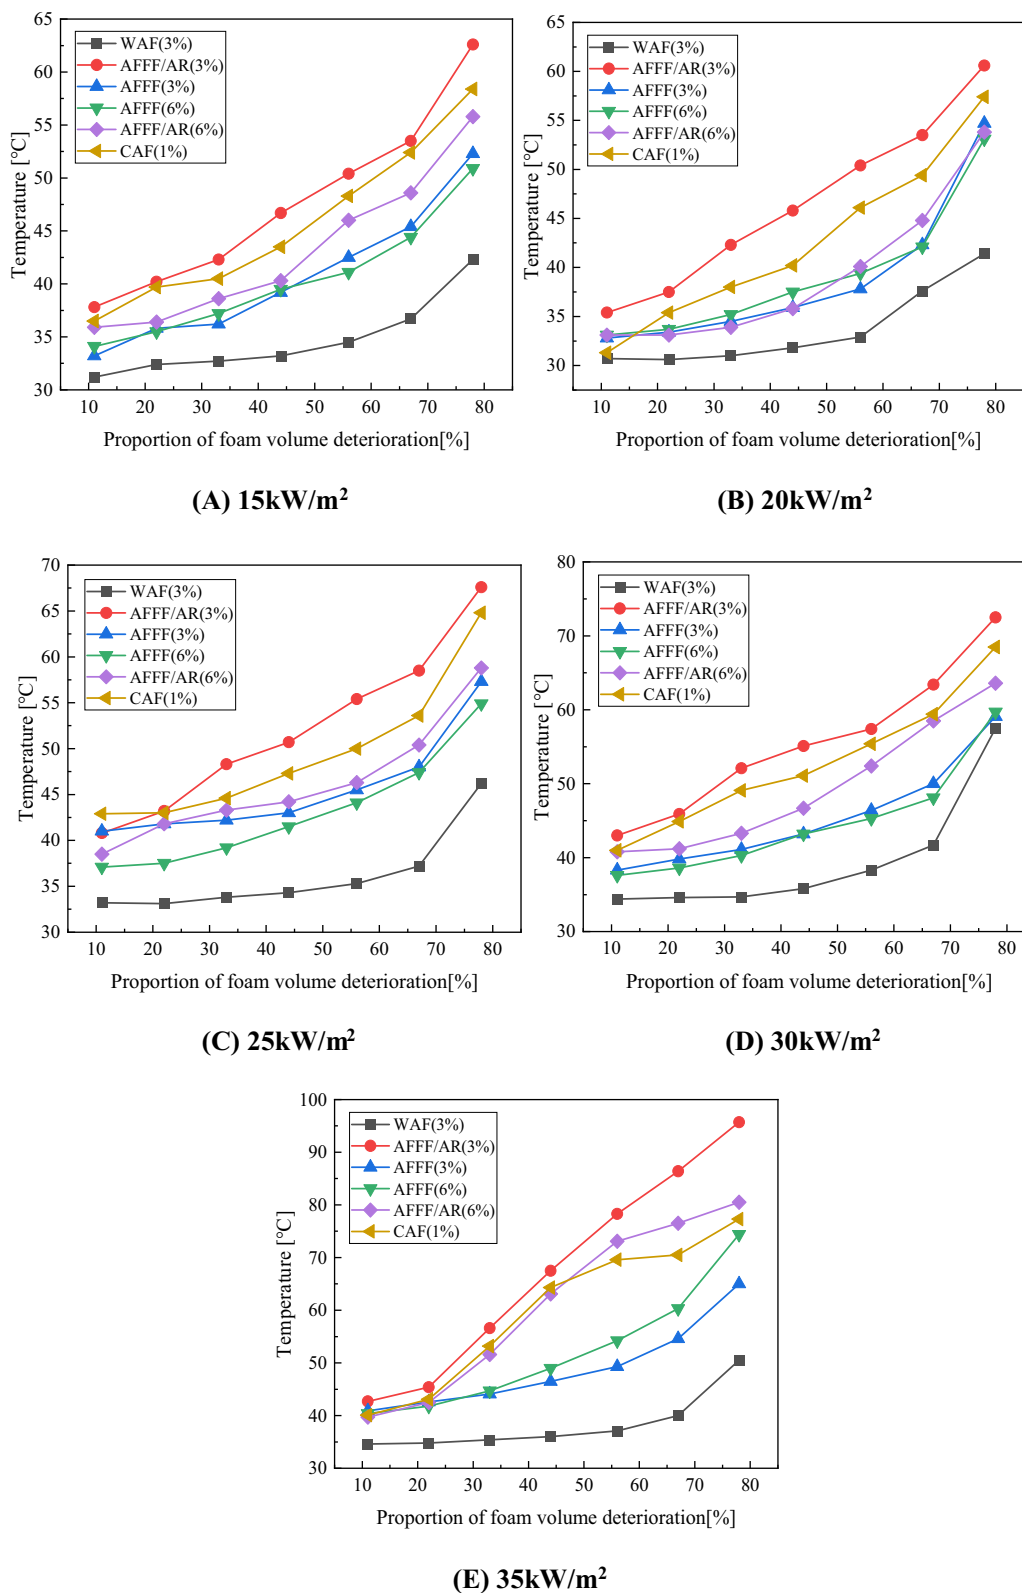 65
60
55
50
45
40
35
30
Temperature [℃]
WAF(3%)
AFFF/AR(3%)
AFFF(3%)
AFFF(6%)
AFFF/AR(6%)
CAF(1%)
10 20 30 40 50 60 70 80
Proportion of foam volume deterioration[%]
(A) 15kW/m²
65
60
55
50
45
40
35
30
Temperature [℃]
WAF(3%)
AFFF/AR(3%)
AFFF(3%)
AFFF(6%)
AFFF/AR(6%)
CAF(1%)
10 20 30 40 50 60 70 80
Proportion of foam volume deterioration[%]
(B) 20kW/m²
70
65
60
55
50
45
40
35
30
Temperature [℃]
WAF(3%)
AFFF/AR(3%)
AFFF(3%)
AFFF(6%)
AFFF/AR(6%)
CAF(1%)
10 20 30 40 50 60 70 80
Proportion of foam volume deterioration[%]
(C) 25kW/m²
80
70
60
50
40
30
Temperature [℃]
WAF(3%)
AFFF/AR(3%)
AFFF(3%)
AFFF(6%)
AFFF/AR(6%)
CAF(1%)
10 20 30 40 50 60 70 80
Proportion of foam volume deterioration[%]
(D) 30kW/m²
100
90
80
70
60
50
40
30
Temperature [℃]
WAF(3%)
AFFF/AR(3%)
AFFF(3%)
AFFF(6%)
AFFF/AR(6%)
CAF(1%)
10 20 30 40 50 60 70 80
Proportion of foam volume deterioration[%]
(E) 35kW/m²